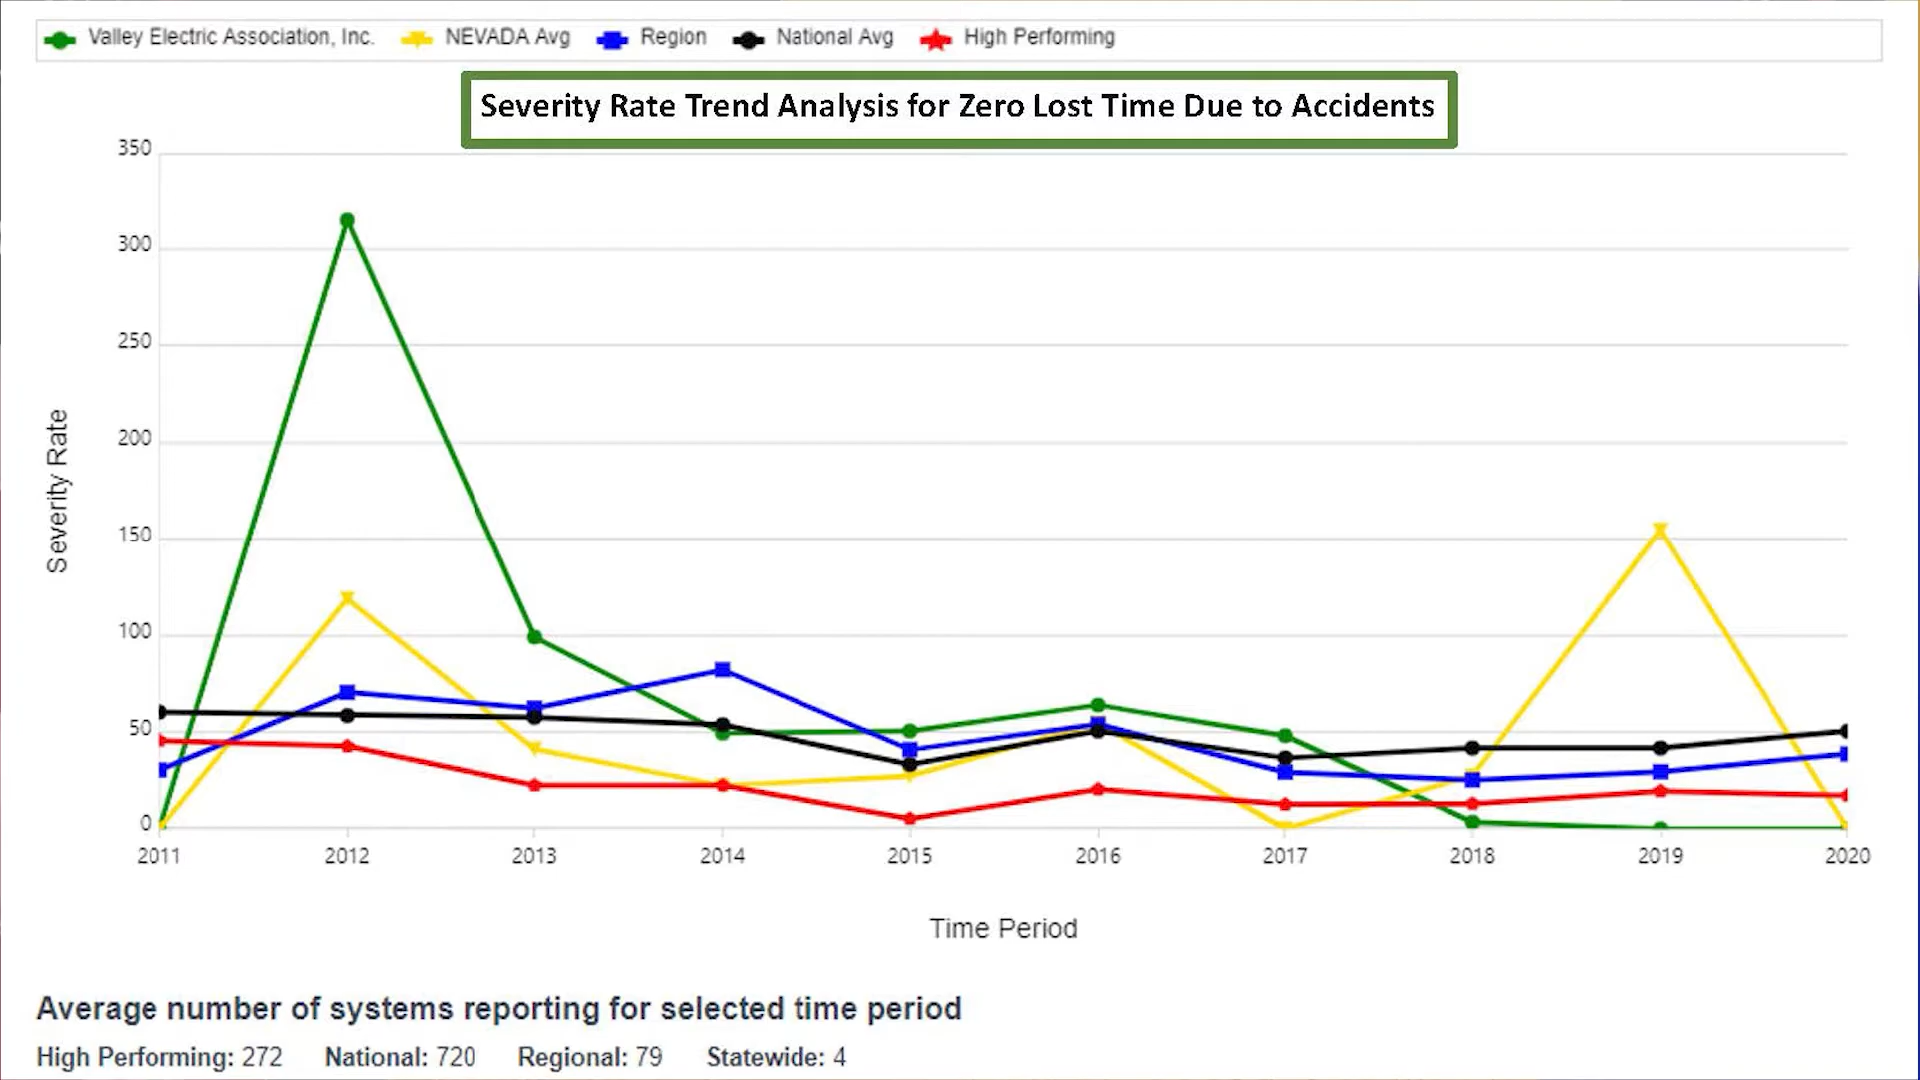 Valley Electric Association, Inc. NEVADA Avg Region National Avg High Performing
Severity Rate Trend Analysis for Zero Lost Time Due to Accidents
350
300
250
200
150
100
50
0
Severity Rate
2011 2012 2013 2014 2015 2016 2017 2018 2019 2020
Time Period
Average number of systems reporting for selected time period
High Performing: 272 National: 720 Regional: 79 Statewide: 4